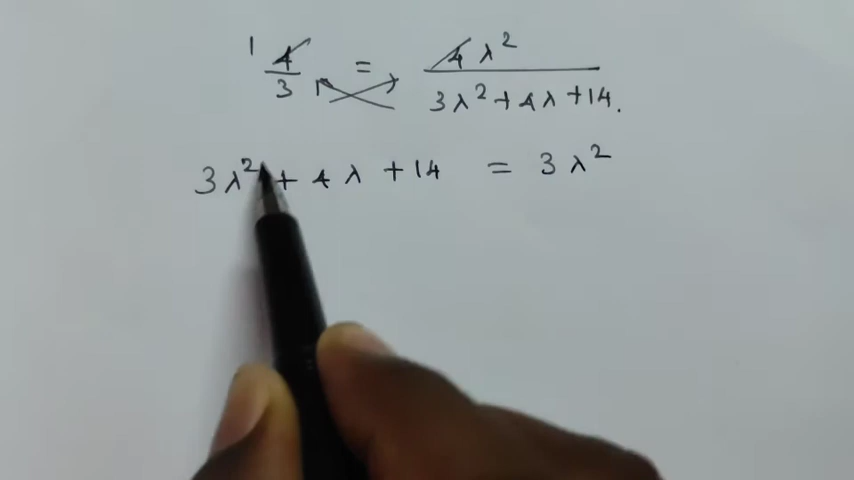 1 4/3 = 4λ²/(3λ²+4λ+14.)
3λ² + 4λ + 14 = 3λ²